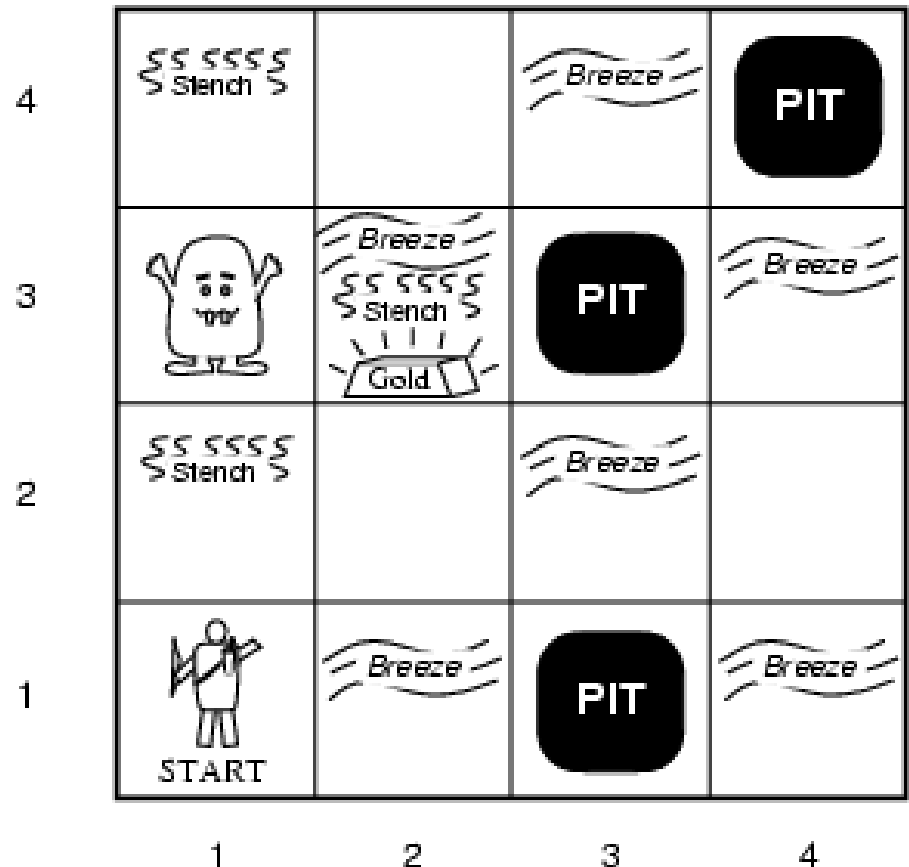 4
Stench
Breeze
PIT
3
Breeze
Stench
Gold
PIT
Breeze
2
Stench
Breeze
1
START
Breeze
PIT
Breeze
1 2 3 4